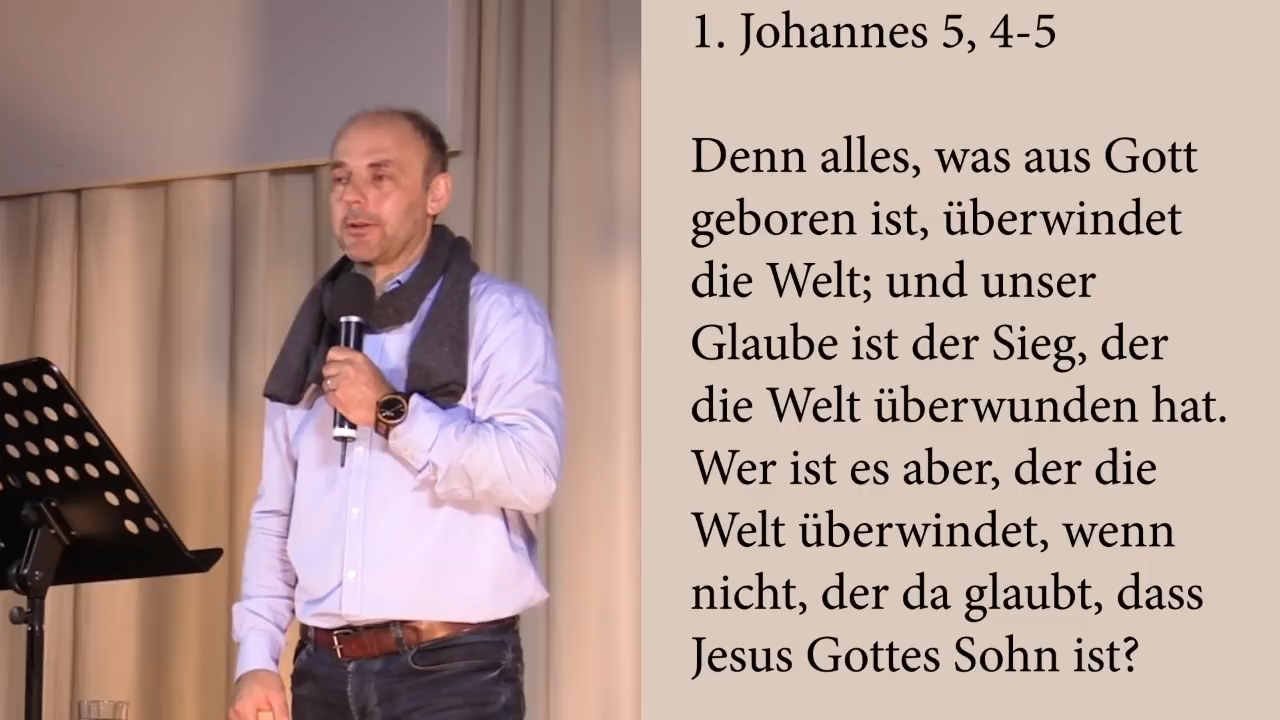 1. Johannes 5, 4-5
Denn alles, was aus Gott
geboren ist, überwindet
die Welt; und unser
Glaube ist der Sieg, der
die Welt überwunden hat.
Wer ist es aber, der die
Welt überwindet, wenn
nicht, der da glaubt, dass
Jesus Gottes Sohn ist?